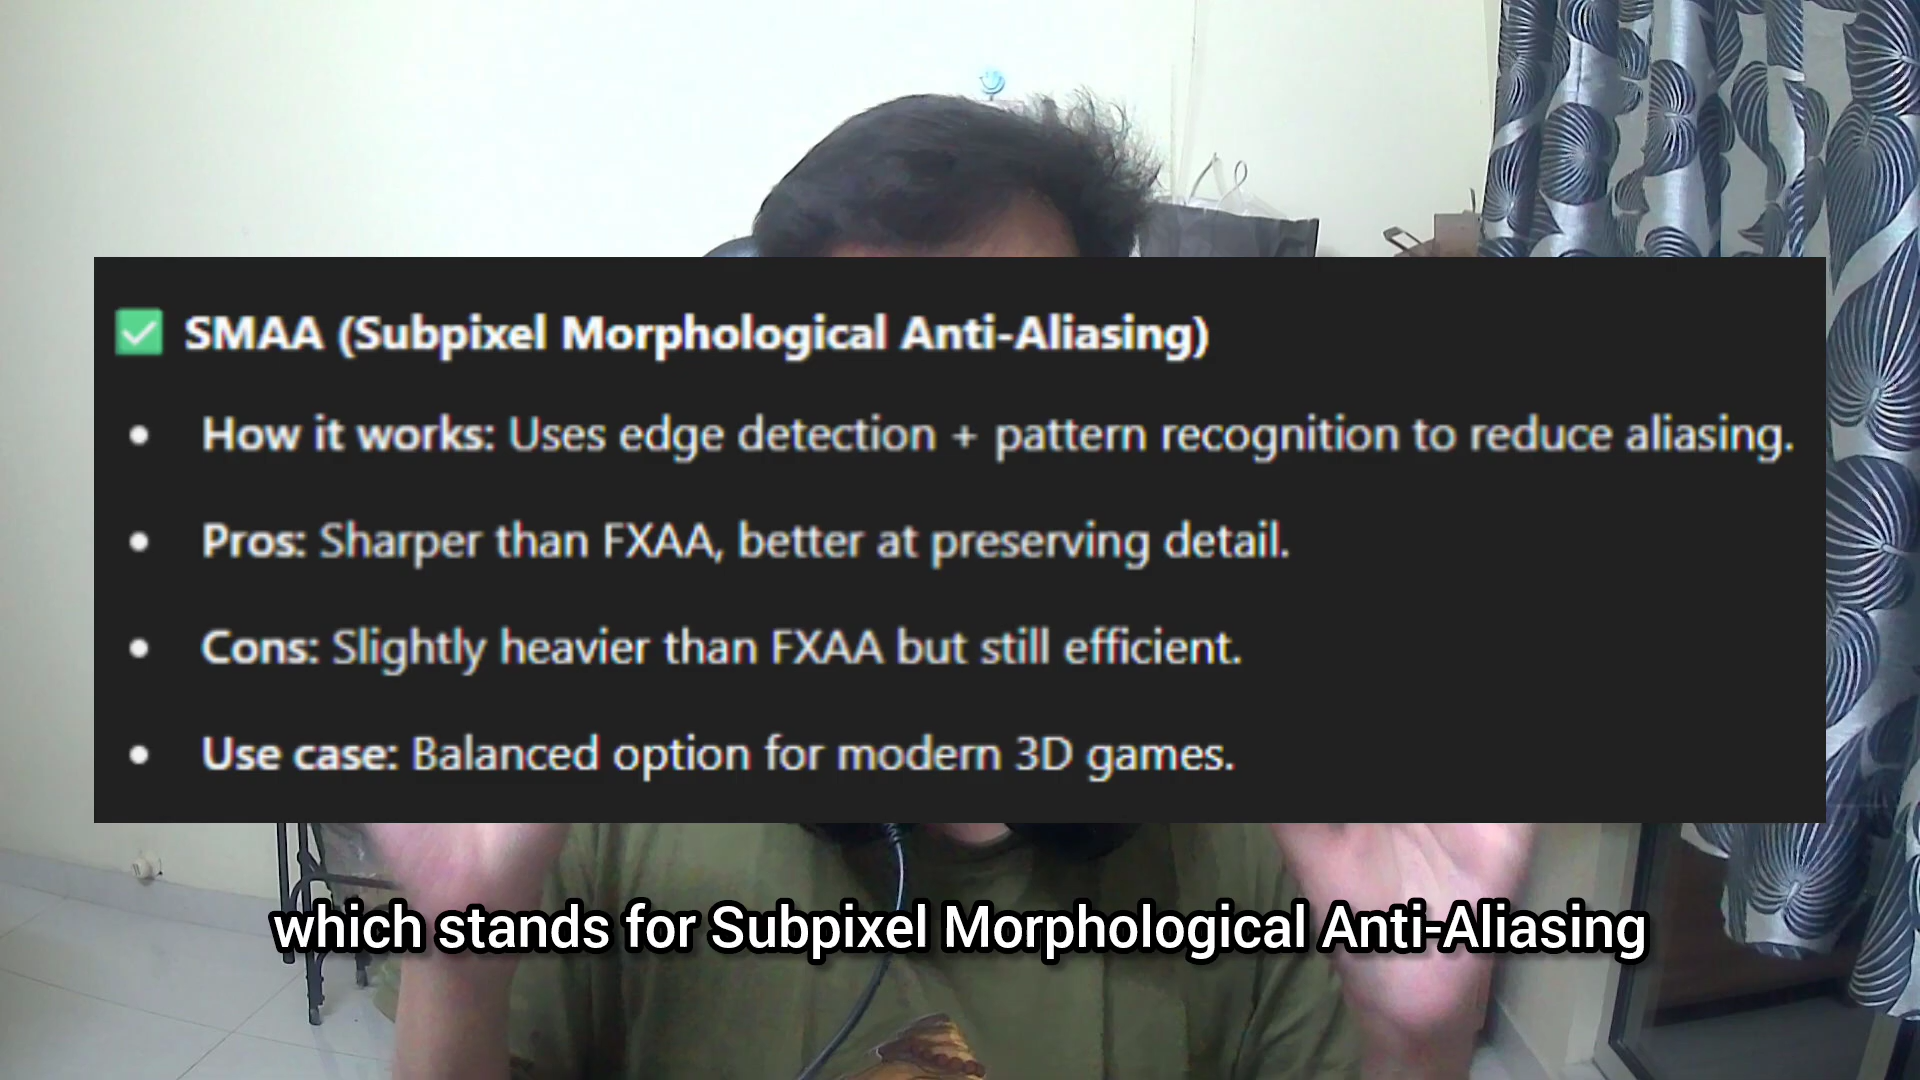 ✅ SMAA (Subpixel Morphological Anti-Aliasing)
• How it works: Uses edge detection + pattern recognition to reduce aliasing.
• Pros: Sharper than FXAA, better at preserving detail.
• Cons: Slightly heavier than FXAA but still efficient.
• Use case: Balanced option for modern 3D games.
which stands for Subpixel Morphological Anti-Aliasing